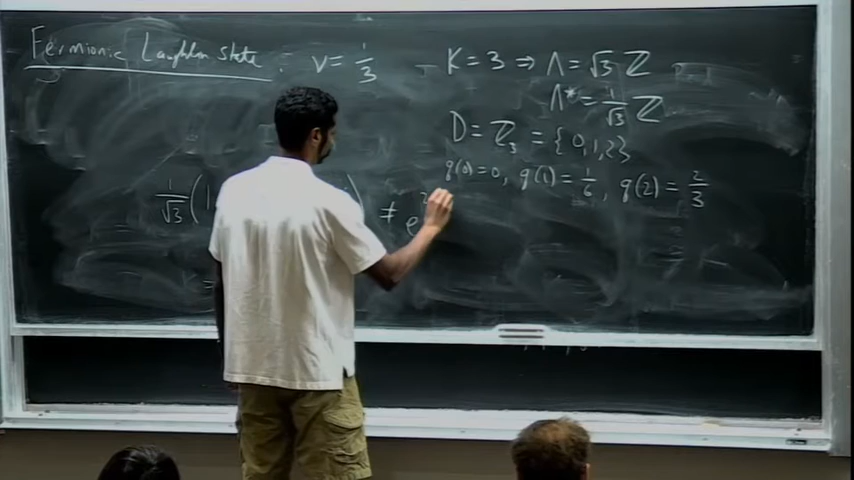 Fermionic Laughlin State : ν = 1/3
K = 3 ⇒ Λ = √3 ℤ
Λ* = 1/√3 ℤ
D = ℤ₃ = {0,1,2}
q(0) = 0, q(1) = 1/6, q(2) = 2/3
1/√3 ( ) ≠ e